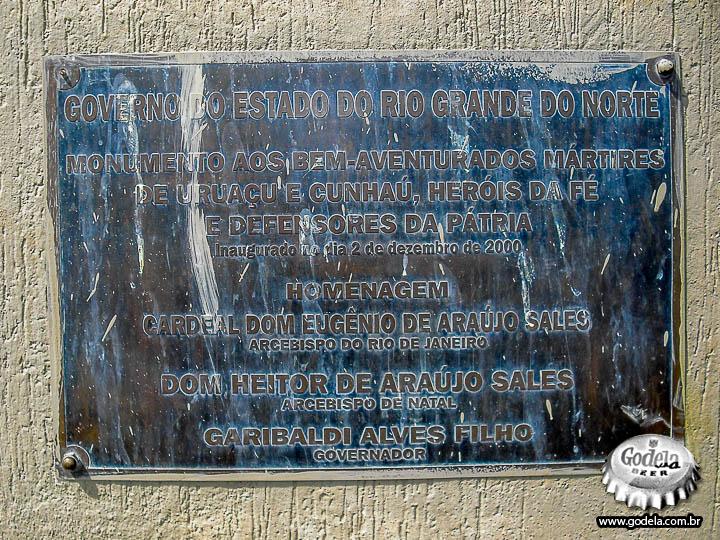 GOVERNO DO ESTADO DO RIO GRANDE DO NORTE
MONUMENTO AOS BEM-AVENTURADOS MÁRTIRES
DE URUAÇU E CUNHAÚ, HERÓIS DA FÉ
E DEFENSORES DA PÁTRIA
Inaugurado no dia 2 de dezembro de 2000
HOMENAGEM
CARDEAL DOM EUGÊNIO DE ARAÚJO SALES
ARCEBISPO DO RIO DE JANEIRO
DOM HEITOR DE ARAÚJO SALES
ARCEBISPO DE NATAL
GARIBALDI ALVES FILHO
GOVERNADOR
Godela
BEER
www.godela.com.br